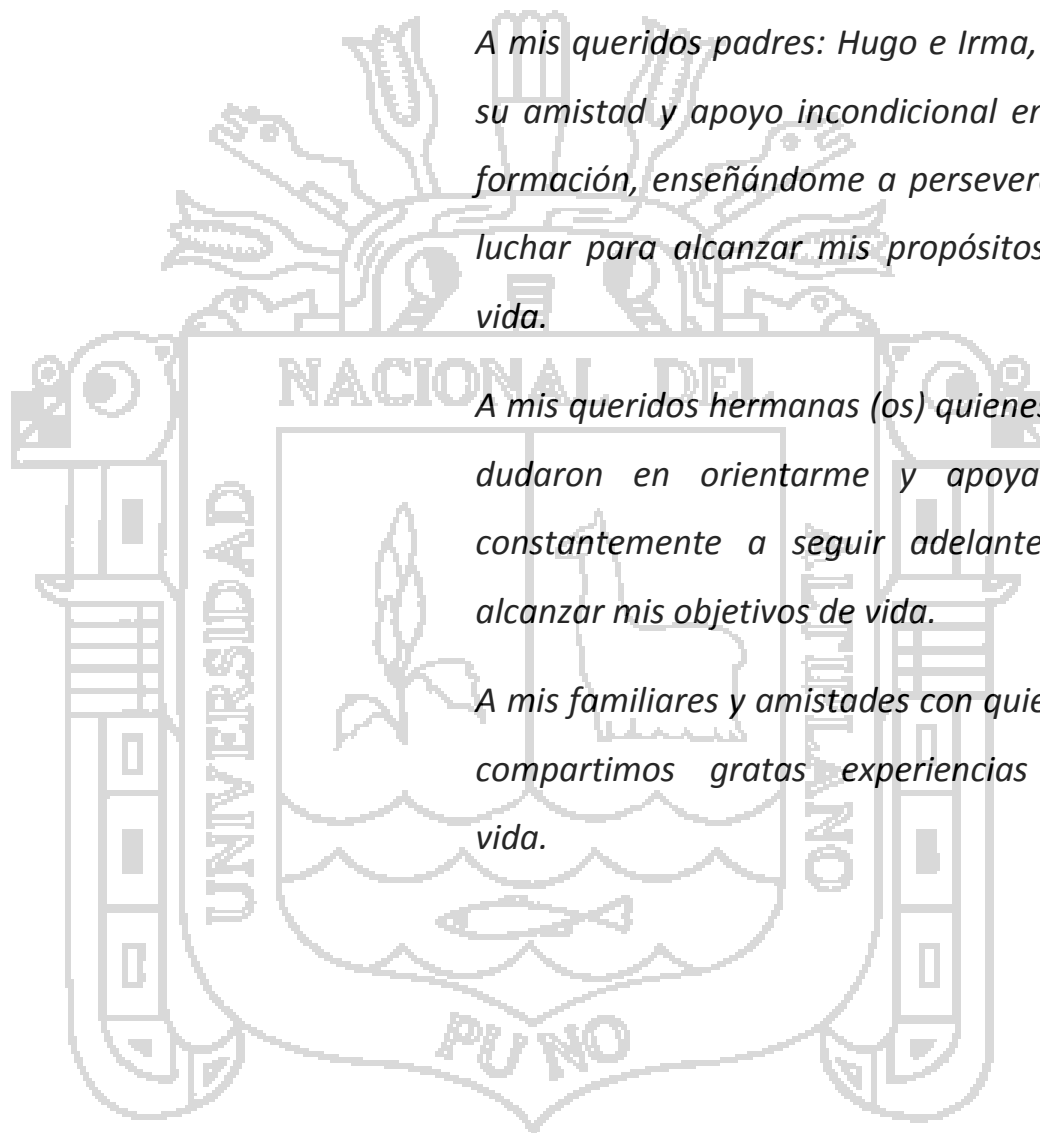 A mis queridos padres: Hugo e Irma,
su amistad y apoyo incondicional en
formación, enseñándome a persever
luchar para alcanzar mis propósitos
vida.
A mis queridos hermanas (os) quienes
dudaron en orientarme y apoya
constantemente a seguir adelante
alcanzar mis objetivos de vida.
A mis familiares y amistades con quie
compartimos gratas experiencias
vida.
UNIVERSIDAD
NACIONAL DEL
ALTIPLANO
PUNO